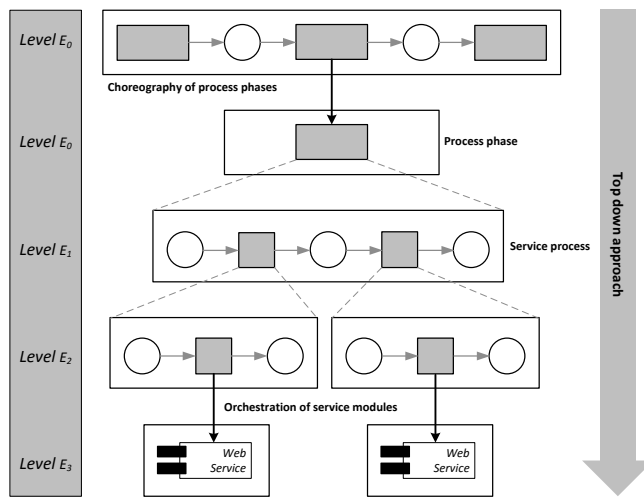 Level E0
Choreography of process phases
Level E0
Process phase
Level E1
Service process
Level E2
Orchestration of service modules
Level E3
Web
Service
Web
Service
Top down approach